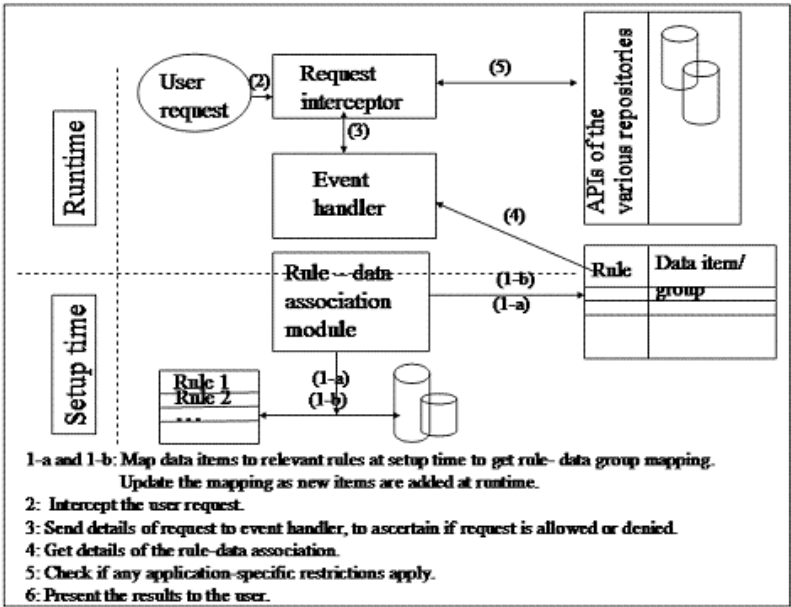 User
request
(2)
Request
interceptor
(5)
APIs of the
various repositories
(3)
Runtime
Event
handler
(4)
Rule
Data item/
group
Rule – data
association
module
(1-b)
(1-a)
Setup time
Rule 1
Rule 2
...
(1-a)
(1-b)
1-a and 1-b: Map data items to relevant rules at setup time to get rule- data group mapping.
Update the mapping as new items are added at runtime.
2: Intercept the user request.
3: Send details of request to event handler, to ascertain if request is allowed or denied.
4: Get details of the rule-data association.
5: Check if any application-specific restrictions apply.
6: Present the results to the user.